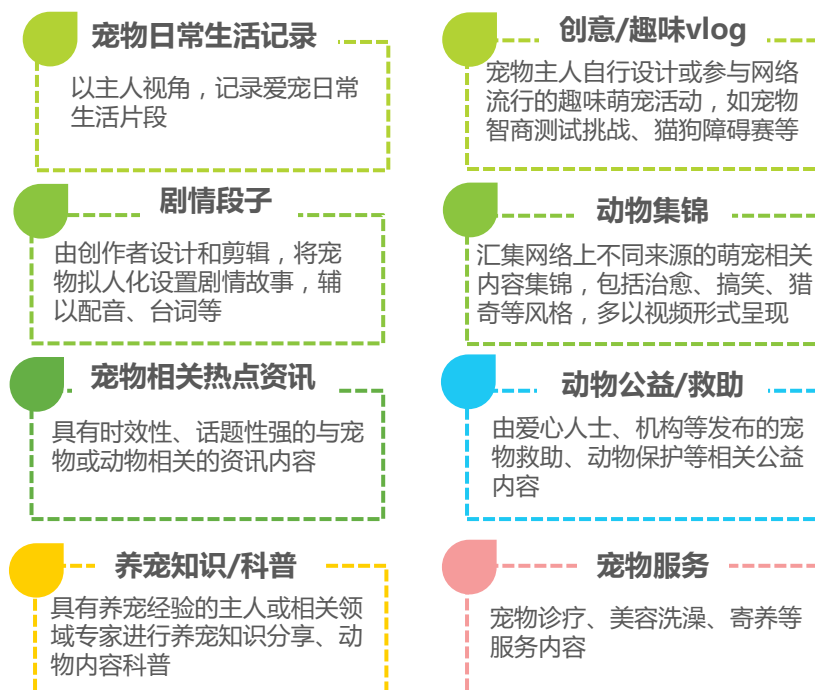 宠物日常生活记录
以主人视角，记录爱宠日常
生活片段
创意/趣味vlog
宠物主人自行设计或参与网络
流行的趣味萌宠活动，如宠物
智商测试挑战、猫狗障碍赛等
剧情段子
由创作者设计和剪辑，将宠
物拟人化设置剧情故事，辅
以配音、台词等
动物集锦
汇集网络上不同来源的萌宠相关
内容集锦，包括治愈、搞笑、猎
奇等风格，多以视频形式呈现
宠物相关热点资讯
具有时效性、话题性强的与宠
物或动物相关的资讯内容
动物公益/救助
由爱心人士、机构等发布的宠
物救助、动物保护等相关公益
内容
养宠知识/科普
具有养宠经验的主人或相关领
域专家进行养宠知识分享、动
物内容科普
宠物服务
宠物诊疗、美容洗澡、寄养等
服务内容